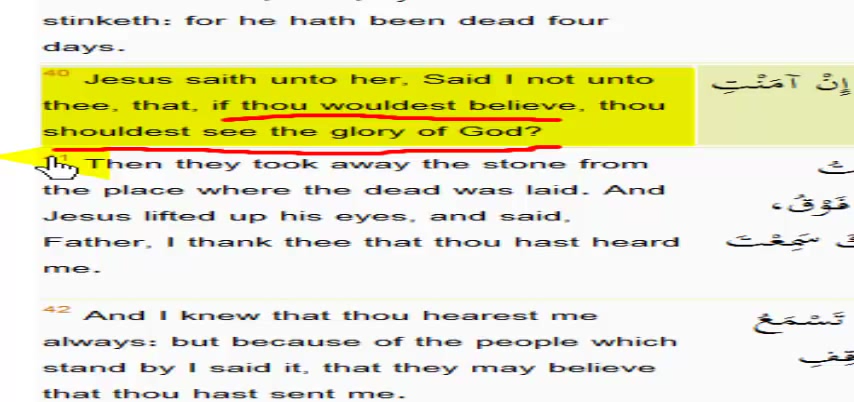 stinketh: for he hath been dead four
days.
40 Jesus saith unto her, Said I not unto
thee, that, if thou wouldest believe, thou
shouldest see the glory of God?
إِنْ آمَنْتِ
Then they took away the stone from
the place where the dead was laid. And
Jesus lifted up his eyes, and said,
Father, I thank thee that thou hast heard
me.
فَوْقُ،
سَمِعْتَ
42 And I knew that thou hearest me
always: but because of the people which
stand by I said it, that they may believe
that thou hast sent me.
تَسْمَعُ